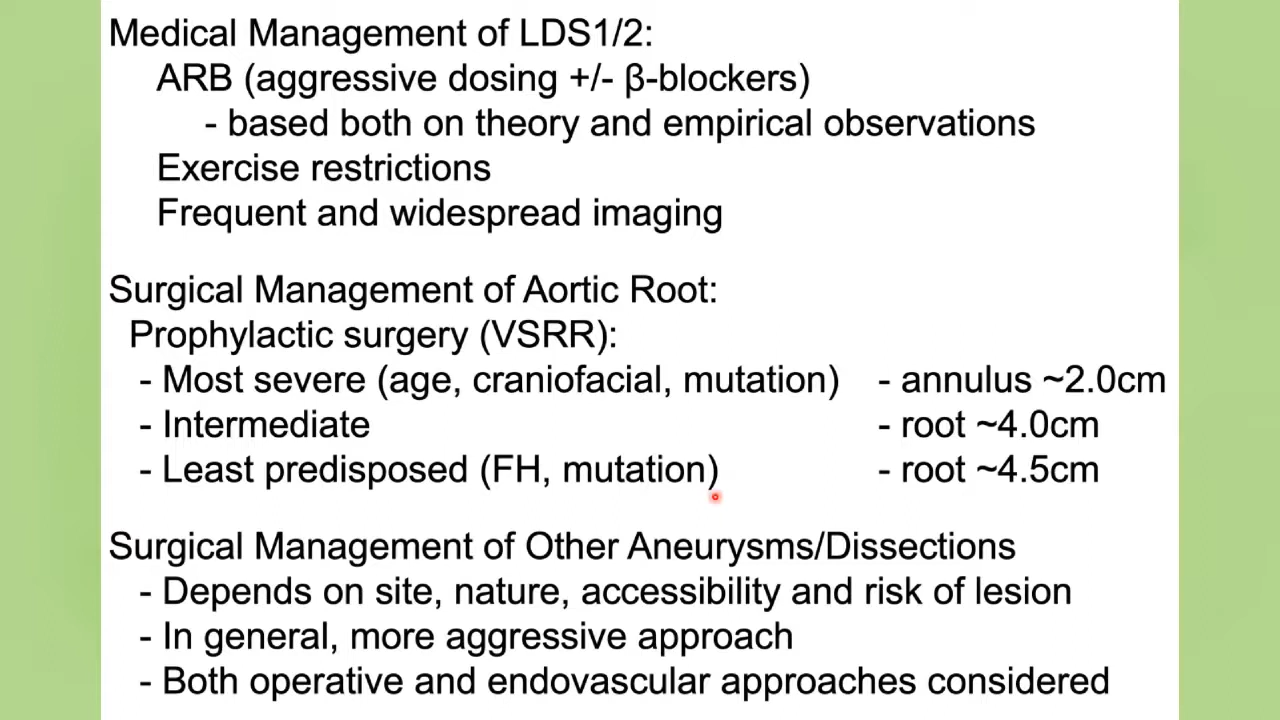 Medical Management of LDS1/2:
ARB (aggressive dosing +/- β-blockers)
- based both on theory and empirical observations
Exercise restrictions
Frequent and widespread imaging
Surgical Management of Aortic Root:
Prophylactic surgery (VSRR):
- Most severe (age, craniofacial, mutation) - annulus ~2.0cm
- Intermediate - root ~4.0cm
- Least predisposed (FH, mutation) - root ~4.5cm
Surgical Management of Other Aneurysms/Dissections
- Depends on site, nature, accessibility and risk of lesion
- In general, more aggressive approach
- Both operative and endovascular approaches considered